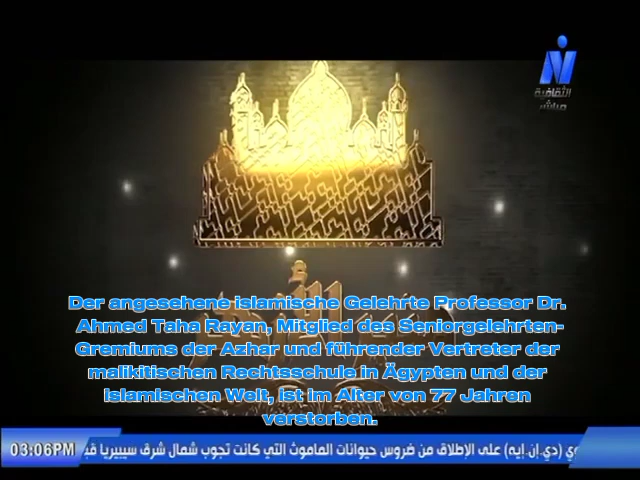 الثقافية
مباشر
Der angesehene islamische Gelehrte Professor Dr.
Ahmed Taha Rayan, Mitglied des Seniorgelehrten-
Gremiums der Azhar und führender Vertreter der
malikitischen Rechtsschule in Ägypten und der
islamischen Welt, ist im Alter von 77 Jahren
verstorben.
03:06PM
وي (دي إن إيه) على الإطلاق من ضروس حيوانات الماموث التي كانت تجوب شمال شرق سيبيريا